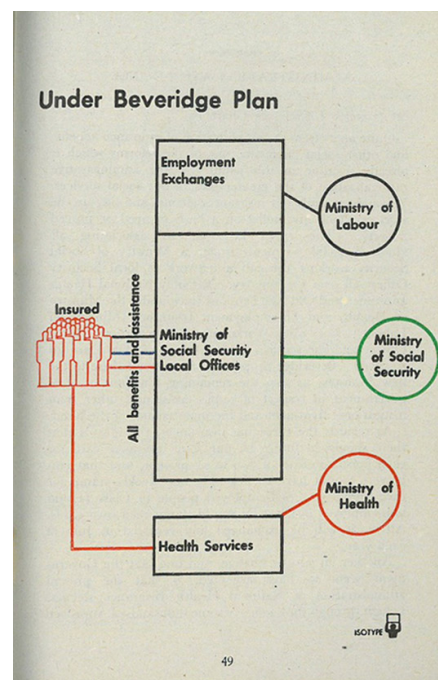 Under Beveridge Plan
Employment
Exchanges
Ministry of
Labour
Insured
All benefits and assistance
Ministry of
Social Security
Local Offices
Ministry
of Social
Security
Ministry of
Health
Health Services
ISOTYPE
49